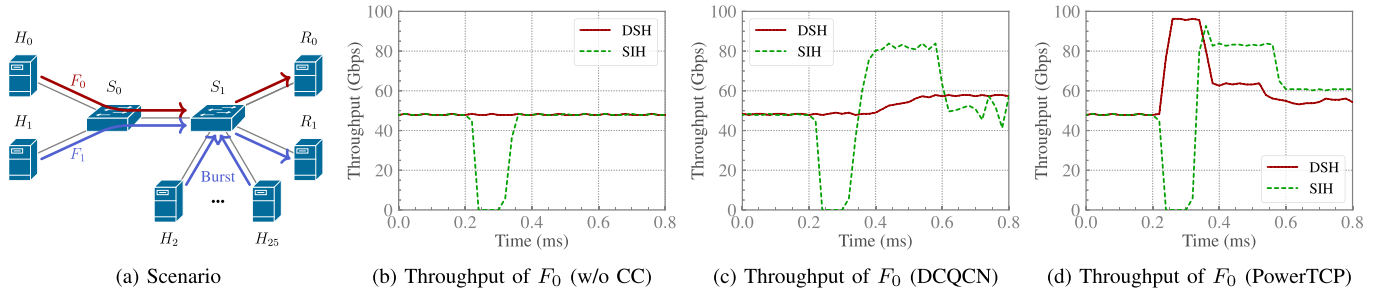 H0
R0
F0
S0
S1
H1
R1
F1
Burst
...
H2
H25
(a) Scenario
Throughput (Gbps)
100
80
60
40
20
0
0.0 0.2 0.4 0.6 0.8
Time (ms)
DSH
SIH
(b) Throughput of F0 (w/o CC)
Throughput (Gbps)
100
80
60
40
20
0
0.0 0.2 0.4 0.6 0.8
Time (ms)
DSH
SIH
(c) Throughput of F0 (DCQCN)
Throughput (Gbps)
100
80
60
40
20
0
0.0 0.2 0.4 0.6 0.8
Time (ms)
DSH
SIH
(d) Throughput of F0 (PowerTCP)